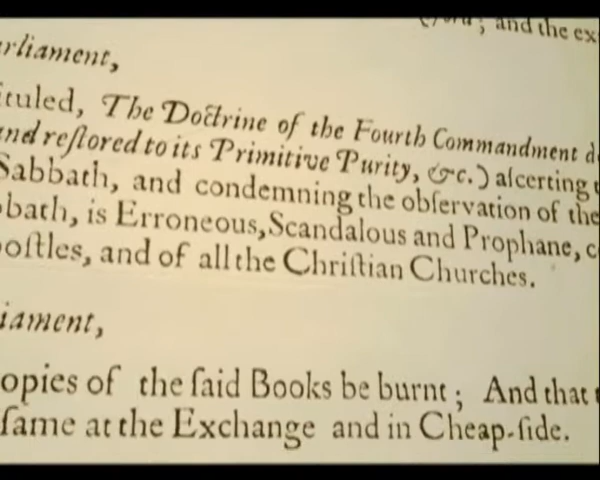 ; and the ex
rliament,
ituled, The Doctrine of the Fourth Commandment d
nd reſtored to its Primitive Purity, &c.) aſcerting t
Sabbath, and condemning the obſervation of the
bath, is Erroneous, Scandalous and Prophane, c
oſtles, and of all the Chriſtian Churches.
iament,
opies of the ſaid Books be burnt; And that t
ſame at the Exchange and in Cheap-ſide.